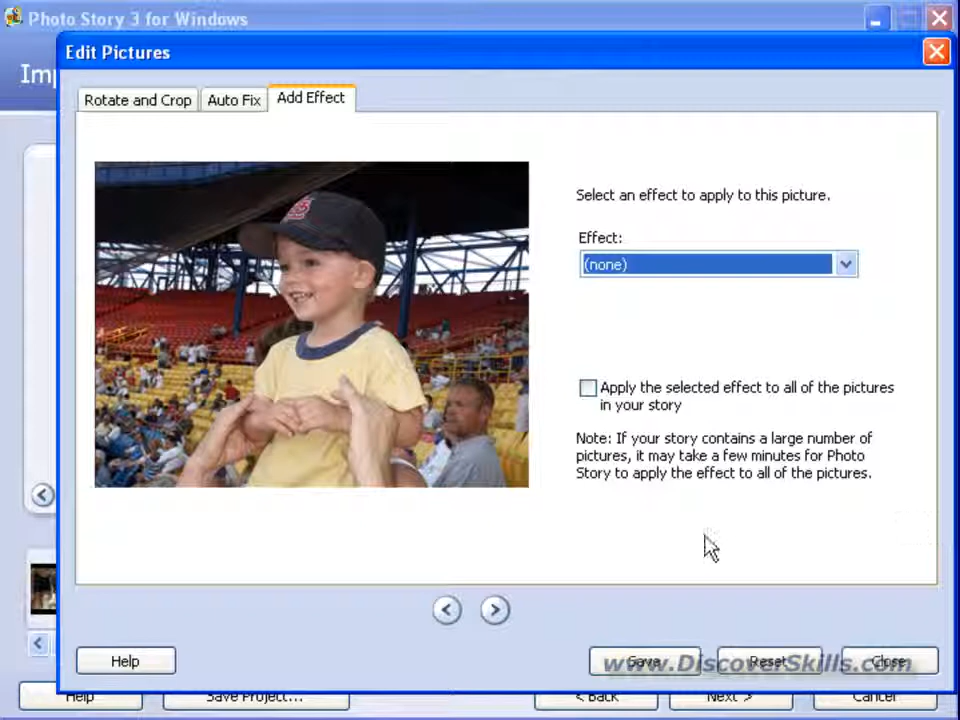 Photo Story 3 for Windows
Edit Pictures
Imp
Rotate and Crop
Auto Fix
Add Effect
Select an effect to apply to this picture.
Effect:
(none)
Apply the selected effect to all of the pictures
in your story
Note: If your story contains a large number of
pictures, it may take a few minutes for Photo
Story to apply the effect to all of the pictures.
Help
Save
Reset
Close
www.DiscoverSkills.com
Help
Save Project...
< Back
Next >
Cancel